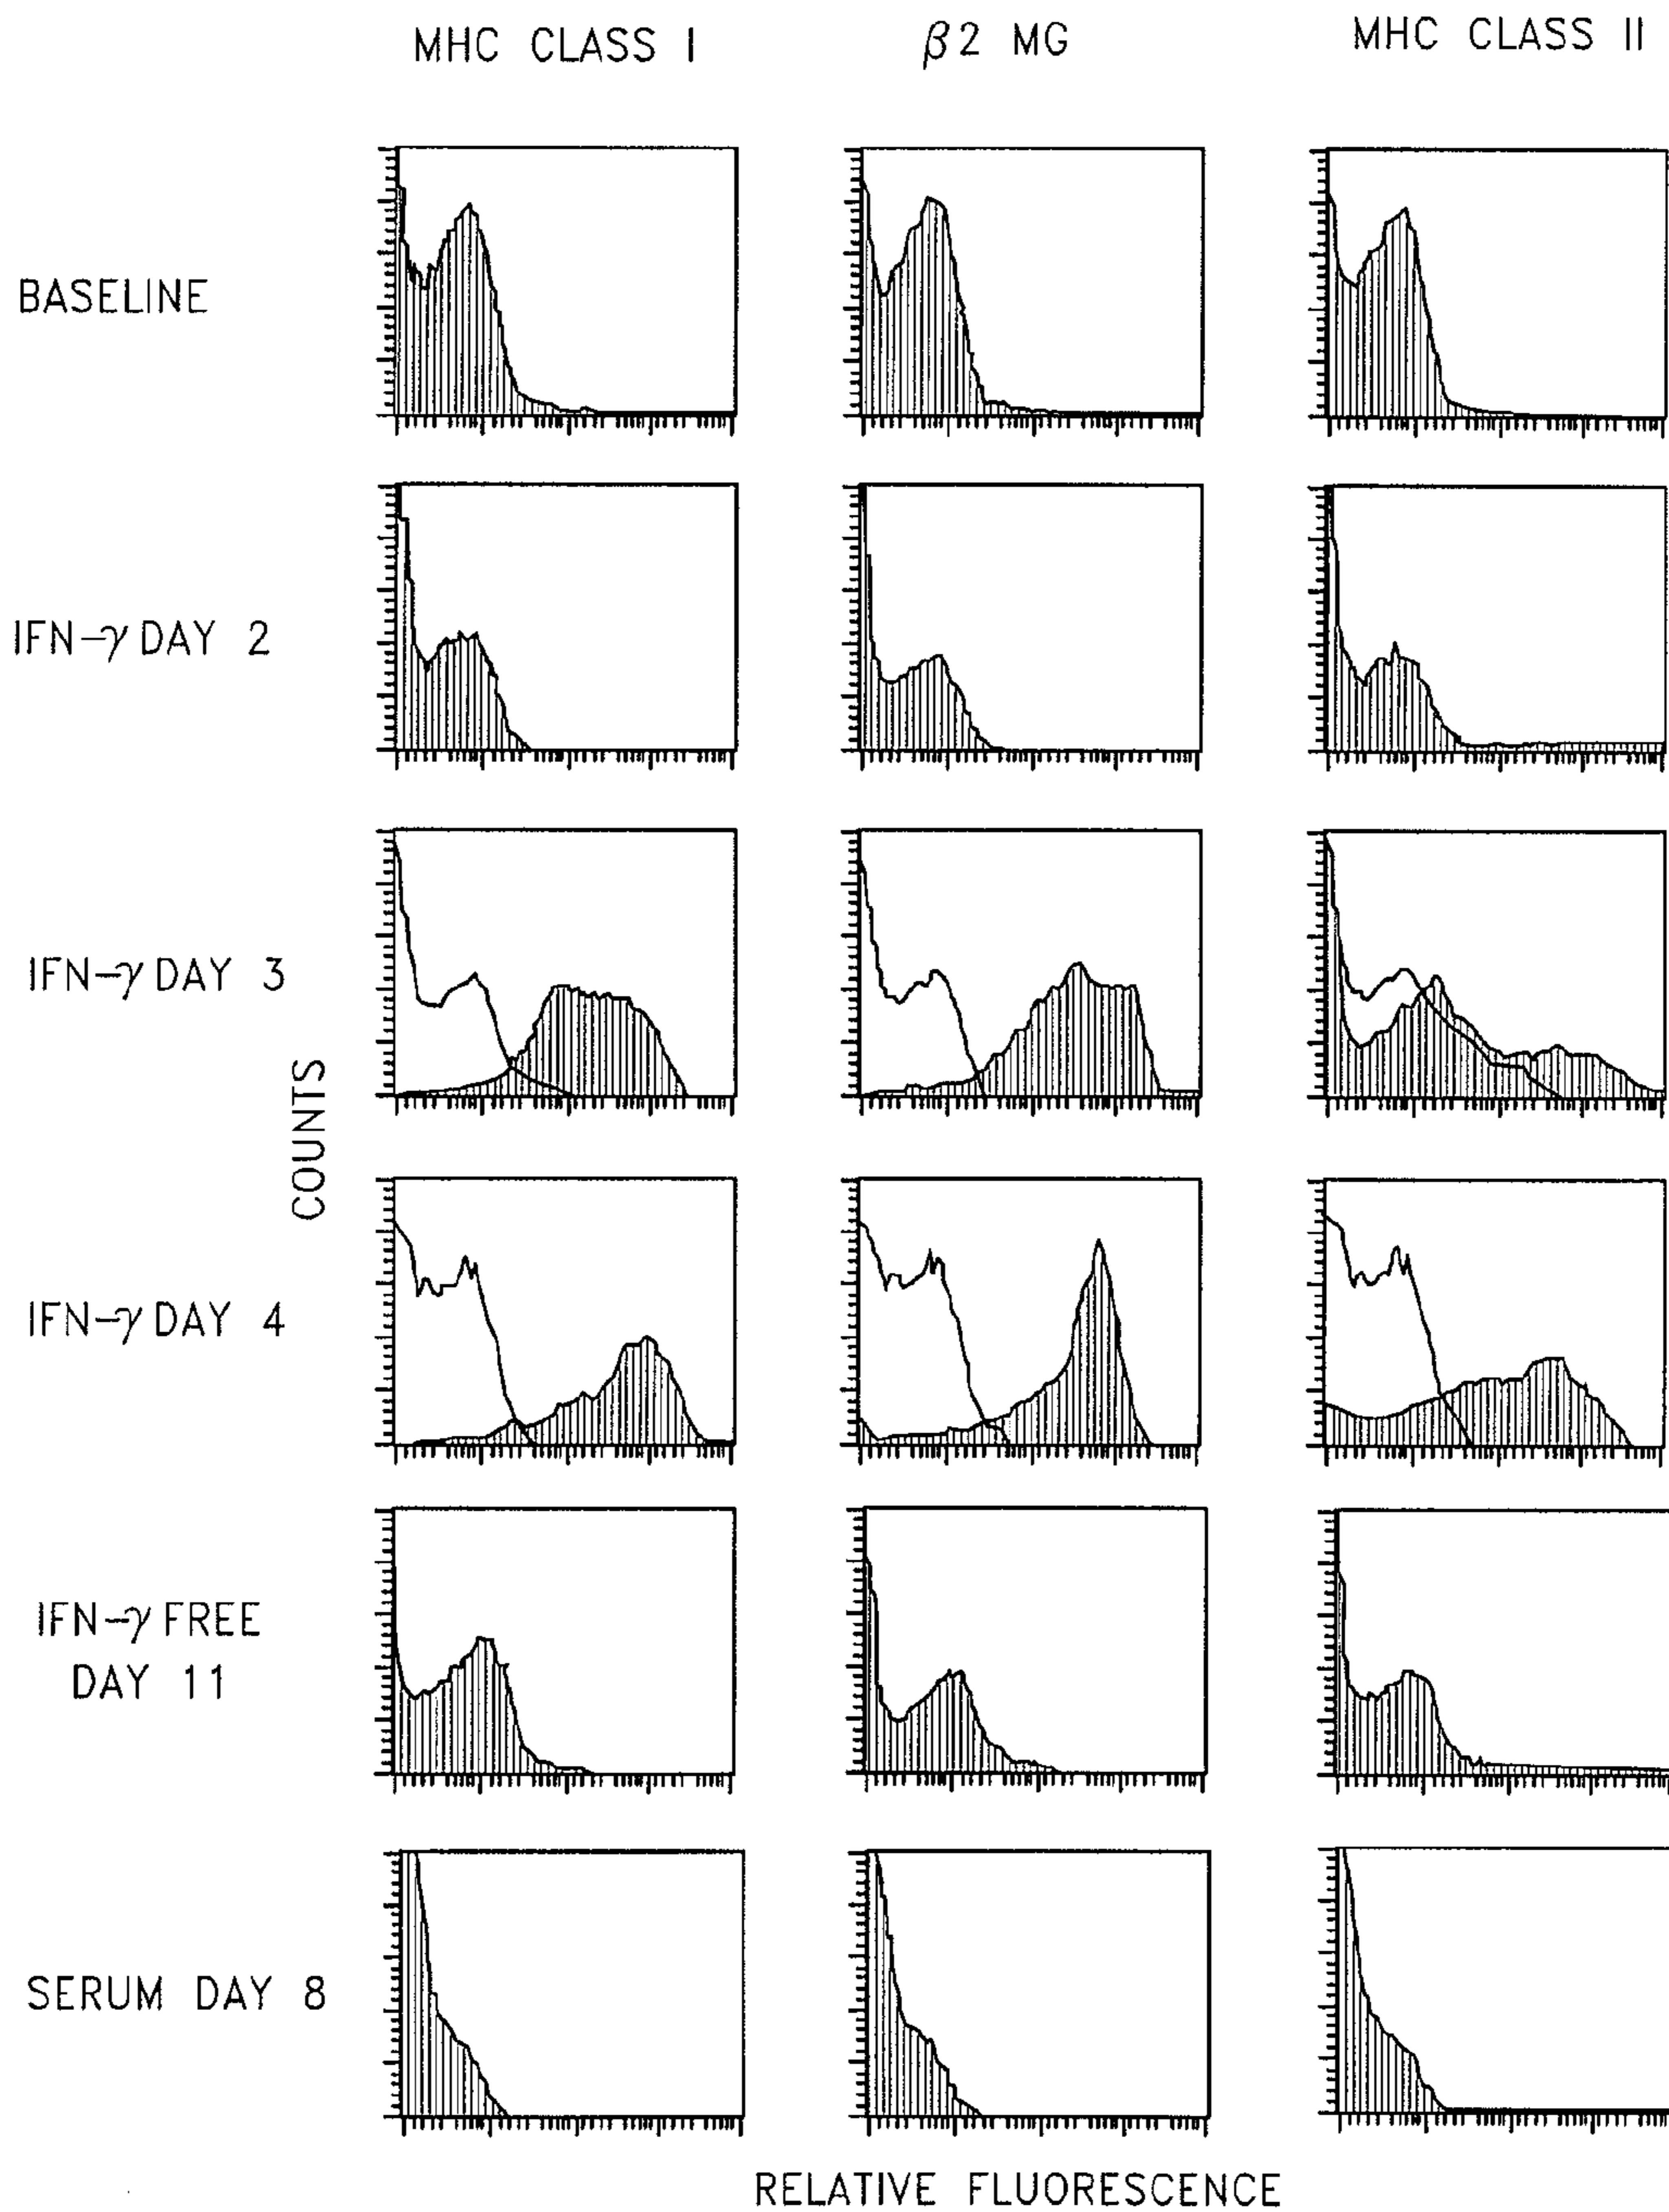 MHC CLASS I
β2 MG
MHC CLASS II
BASELINE
IFN-γ DAY 2
IFN-γ DAY 3
COUNTS
IFN-γ DAY 4
IFN-γ FREE
DAY 11
SERUM DAY 8
RELATIVE FLUORESCENCE